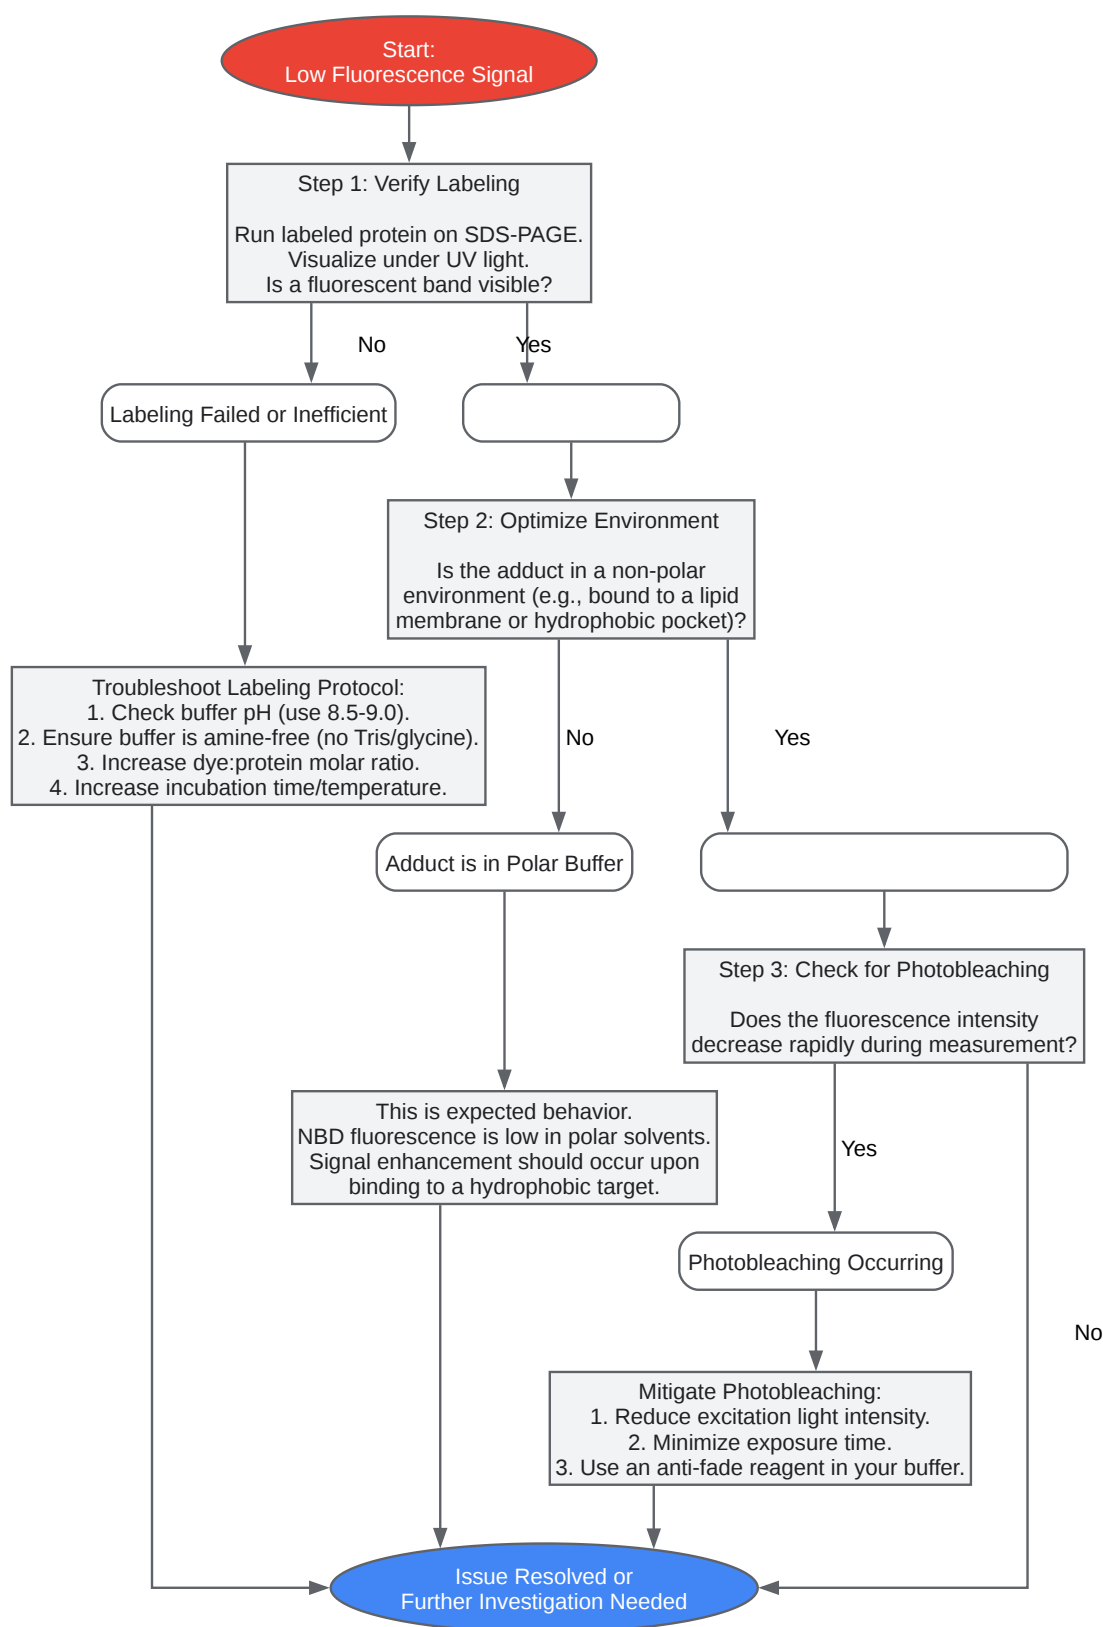 Start:
Low Fluorescence Signal
Step 1: Verify Labeling
Run labeled protein on SDS-PAGE.
Visualize under UV light.
Is a fluorescent band visible?
No
Yes
Labeling Failed or Inefficient
Step 2: Optimize Environment
Is the adduct in a non-polar
environment (e.g., bound to a lipid
membrane or hydrophobic pocket)?
Troubleshoot Labeling Protocol:
1. Check buffer pH (use 8.5-9.0).
2. Ensure buffer is amine-free (no Tris/glycine).
3. Increase dye:protein molar ratio.
4. Increase incubation time/temperature.
No
Yes
Adduct is in Polar Buffer
Step 3: Check for Photobleaching
Does the fluorescence intensity
decrease rapidly during measurement?
This is expected behavior.
NBD fluorescence is low in polar solvents.
Signal enhancement should occur upon
binding to a hydrophobic target.
Yes
Photobleaching Occurring
No
Mitigate Photobleaching:
1. Reduce excitation light intensity.
2. Minimize exposure time.
3. Use an anti-fade reagent in your buffer.
Issue Resolved or
Further Investigation Needed